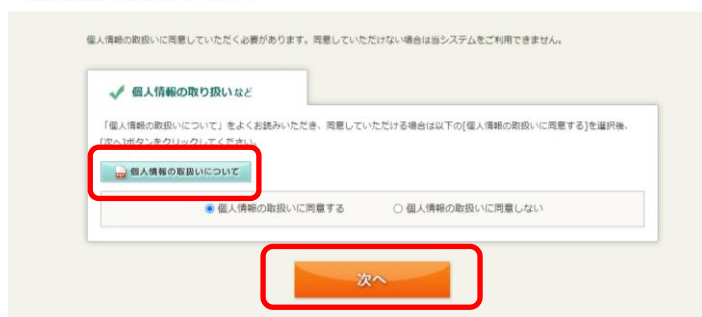 個人情報の取扱いに同意していただく必要があります。同意していただけない場合は当システムをご利用できません。
個人情報の取り扱いなど
「個人情報の取扱いについて」をよくお読みいただき、同意していただける場合は以下の[個人情報の取扱いに同意する]を選択後、
[次へ]ボタンをクリックしてください。
個人情報の取扱いについて
個人情報の取扱いに同意する 個人情報の取扱いに同意しない
次へ